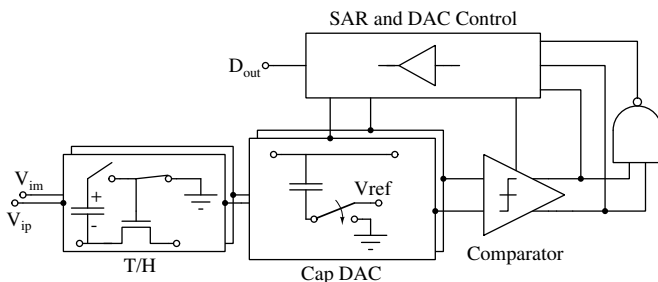 SAR and DAC Control
D_out
V_im
V_ip
+
-
T/H
Vref
Cap DAC
Comparator